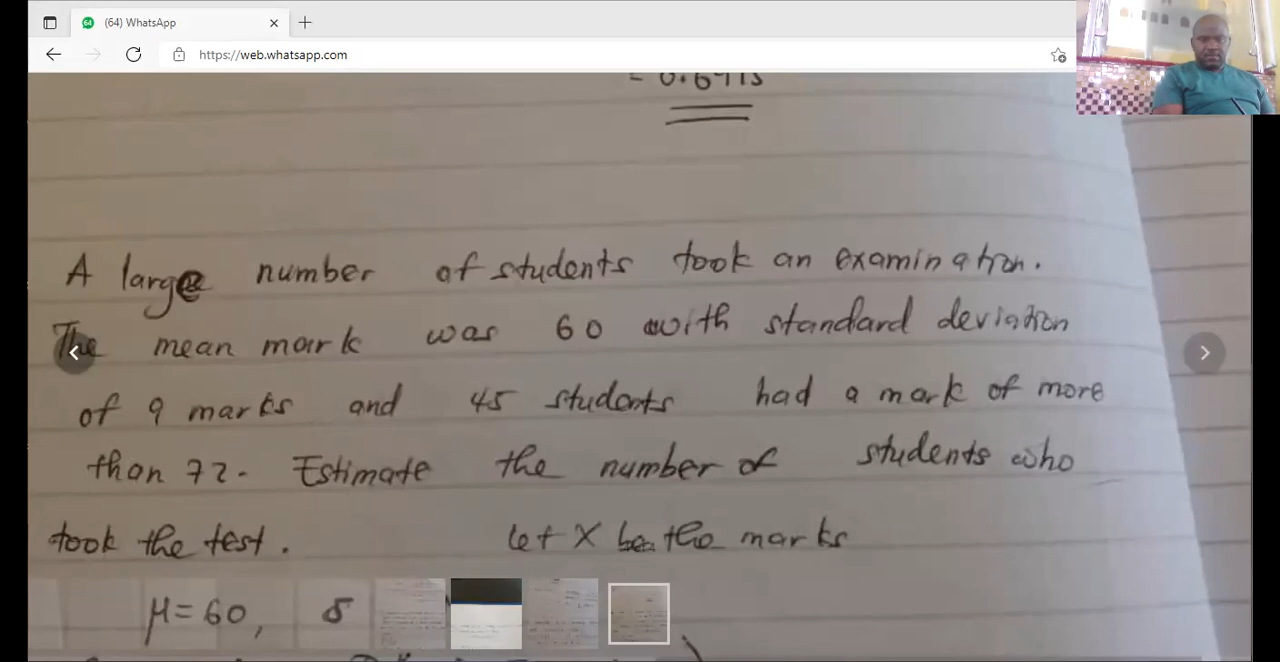 (64) WhatsApp
https://web.whatsapp.com
A large number of students took an examination.
The mean mark was 60 with standard deviation
of 9 marks and 45 students had a mark of more
than 72. Estimate the number of students who
took the test. let X be the marks
μ = 60,